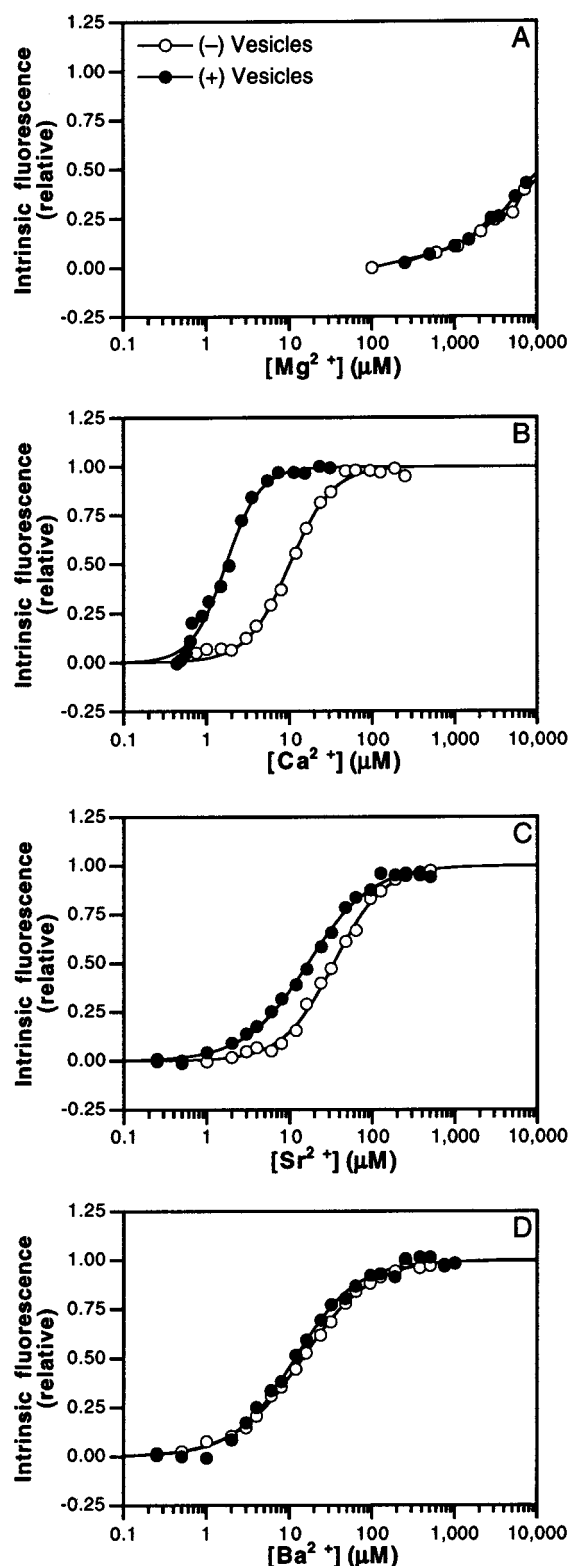 A
(–) Vesicles
(+) Vesicles
Intrinsic fluorescence
(relative)
1.25
1.00
0.75
0.50
0.25
0.00
-0.25
0.1 1 10 100 1,000 10,000
[Mg2 +] (μM)
B
Intrinsic fluorescence
(relative)
1.25
1.00
0.75
0.50
0.25
0.00
-0.25
0.1 1 10 100 1,000 10,000
[Ca2 +] (μM)
C
Intrinsic fluorescence
(relative)
1.25
1.00
0.75
0.50
0.25
0.00
-0.25
0.1 1 10 100 1,000 10,000
[Sr2 +] (μM)
D
Intrinsic fluorescence
(relative)
1.25
1.00
0.75
0.50
0.25
0.00
-0.25
0.1 1 10 100 1,000 10,000
[Ba2 +] (μM)